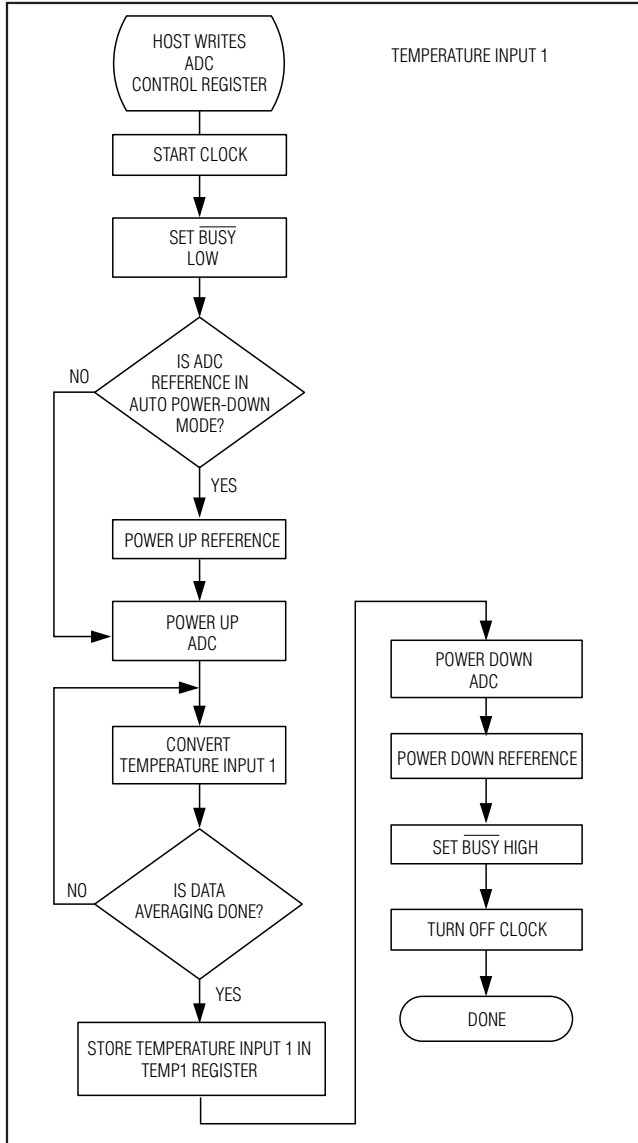 TEMPERATURE INPUT 1
HOST WRITES
ADC
CONTROL REGISTER
START CLOCK
SET BUSY
LOW
IS ADC
REFERENCE IN
AUTO POWER-DOWN
MODE?
NO
YES
POWER UP REFERENCE
POWER UP
ADC
CONVERT
TEMPERATURE INPUT 1
IS DATA
AVERAGING DONE?
NO
YES
STORE TEMPERATURE INPUT 1 IN
TEMP1 REGISTER
POWER DOWN
ADC
POWER DOWN REFERENCE
SET BUSY HIGH
TURN OFF CLOCK
DONE